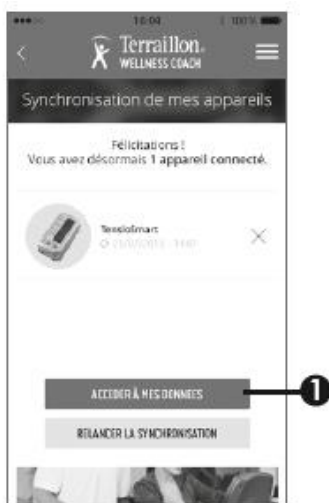 Terraillon
WELLNESS COACH
Synchronisation de mes appareils
Félicitations !
Vous avez désormais 1 appareil connecté.
TensioSmart
ACCEDER À MES DONNEES
1
RELANCER LA SYNCHRONISATION